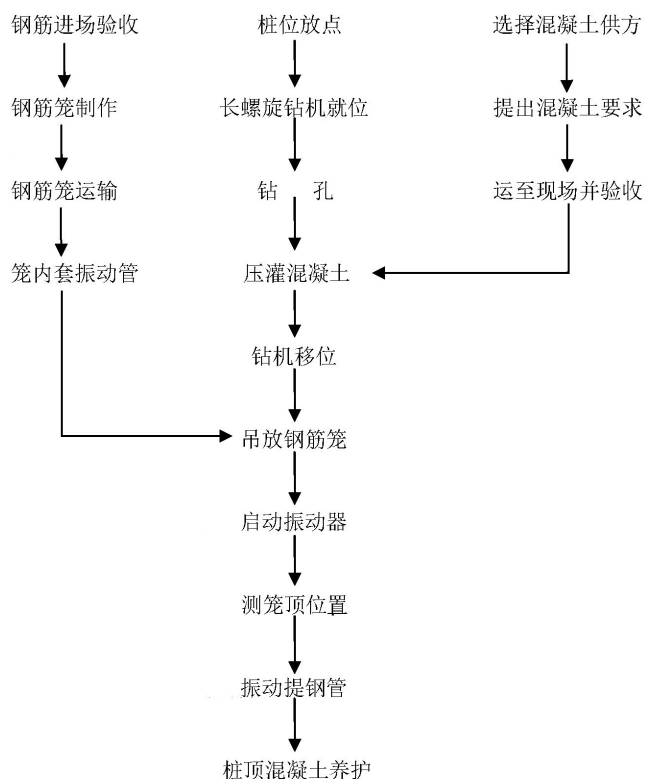 钢筋进场验收
桩位放点
选择混凝土供方
钢筋笼制作
长螺旋钻机就位
提出混凝土要求
钢筋笼运输
钻 孔
运至现场并验收
笼内套振动管
压灌混凝土
钻机移位
吊放钢筋笼
启动振动器
测笼顶位置
振动提钢管
桩顶混凝土养护